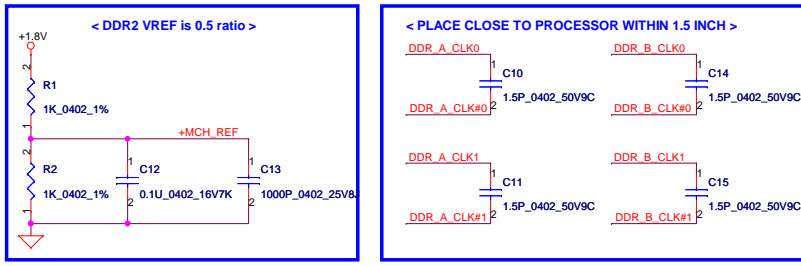 < DDR2 VREF is 0.5 ratio >
+1.8V
2
R1
1K_0402_1%
1
+MCH_REF
2
R2
1K_0402_1%
1
1
C12
0.1U_0402_16V7K
2
1
C13
1000P_0402_25V8
2
< PLACE CLOSE TO PROCESSOR WITHIN 1.5 INCH >
DDR_A_CLK0
1
C10
1.5P_0402_50V9C
2
DDR_A_CLK#0
DDR_B_CLK0
1
C14
1.5P_0402_50V9C
2
DDR_B_CLK#0
DDR_A_CLK1
1
C11
1.5P_0402_50V9C
2
DDR_A_CLK#1
DDR_B_CLK1
1
C15
1.5P_0402_50V9C
2
DDR_B_CLK#1